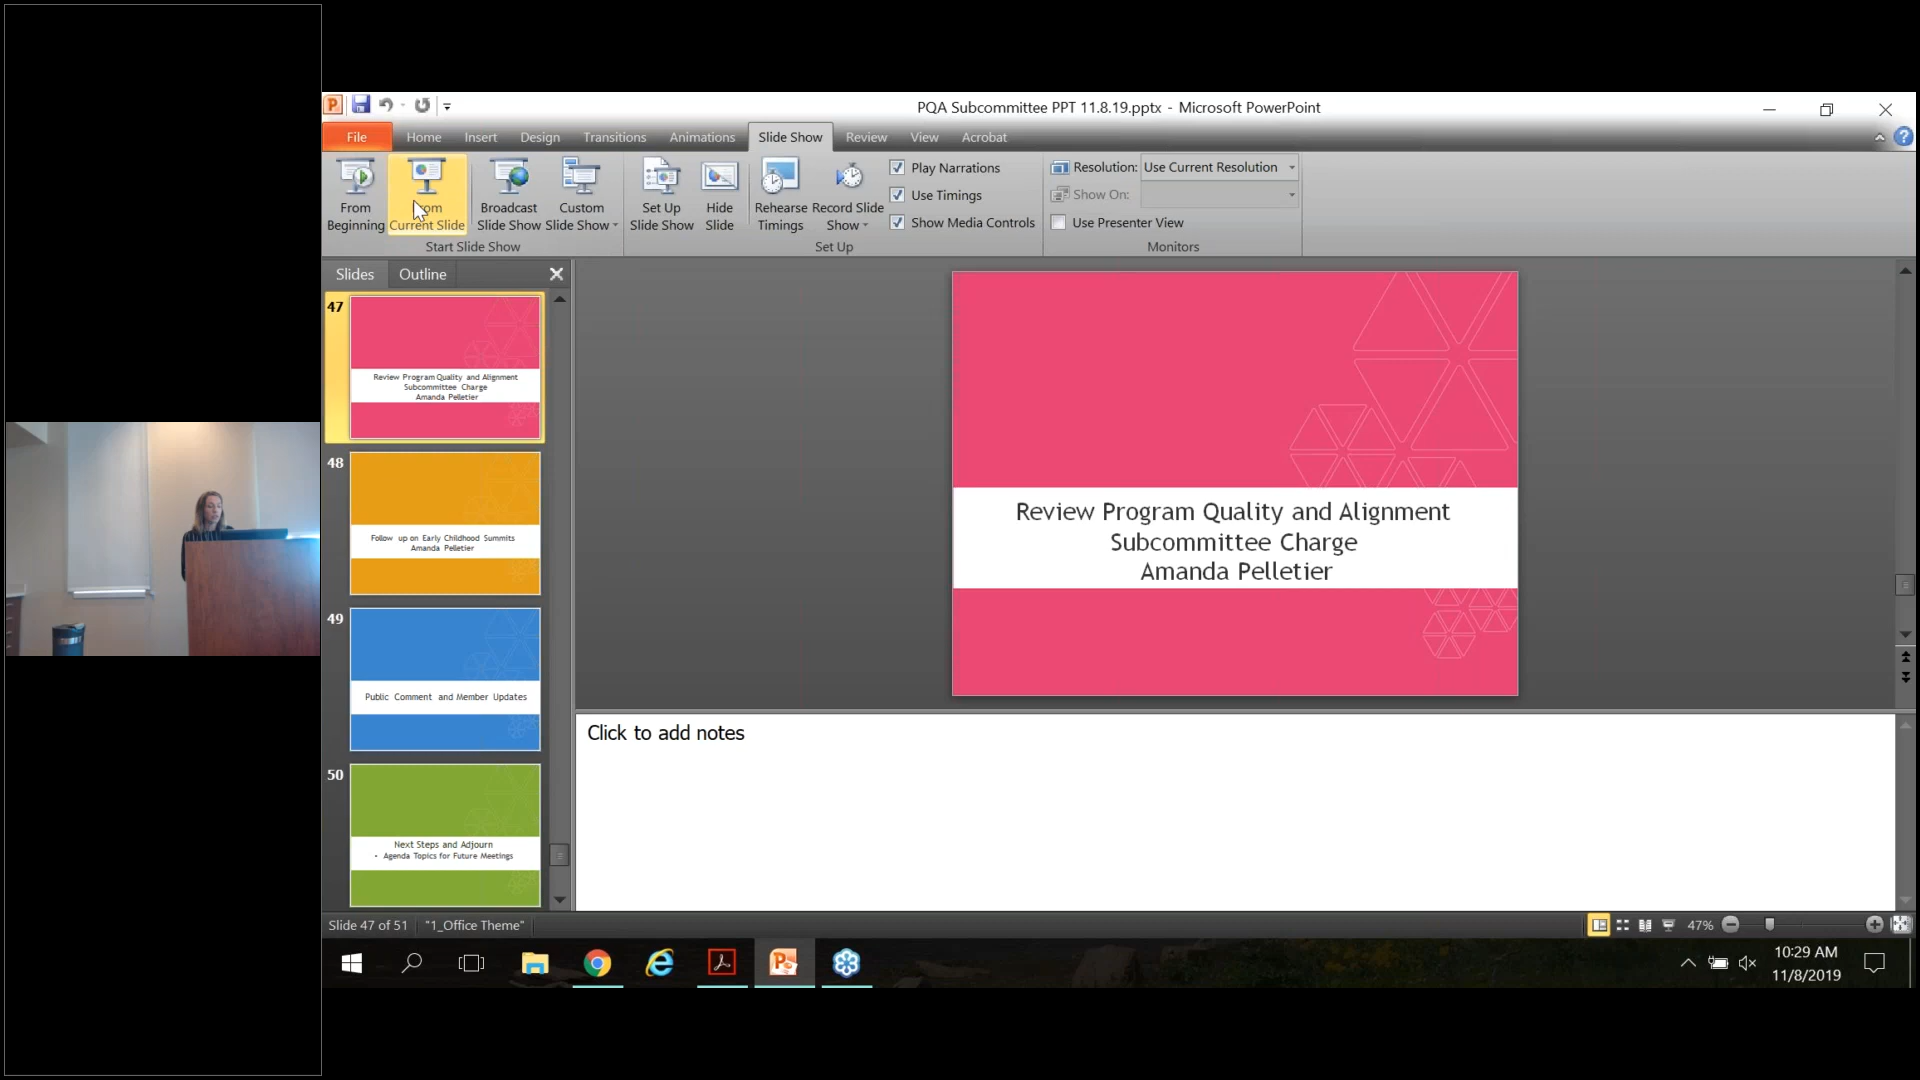 PQA Subcommittee PPT 11.8.19.pptx - Microsoft PowerPoint
File Home Insert Design Transitions Animations Slide Show Review View Acrobat
From Beginning
Current Slide
Broadcast Slide Show
Custom Slide Show
Start Slide Show
Set Up Slide Show
Hide Slide
Rehearse Timings
Record Slide Show
Play Narrations
Use Timings
Show Media Controls
Set Up
Resolution: Use Current Resolution
Show On:
Use Presenter View
Monitors
Slides Outline
47
Review Program Quality and Alignment
Subcommittee Charge
Amanda Pelletier
48
Follow up on Early Childhood Summits
Amanda Pelletier
49
Public Comment and Member Updates
50
Next Steps and Adjourn
• Agenda Topics for Future Meetings
Review Program Quality and Alignment
Subcommittee Charge
Amanda Pelletier
Click to add notes
Slide 47 of 51 "1_Office Theme" 47%
10:29 AM
11/8/2019